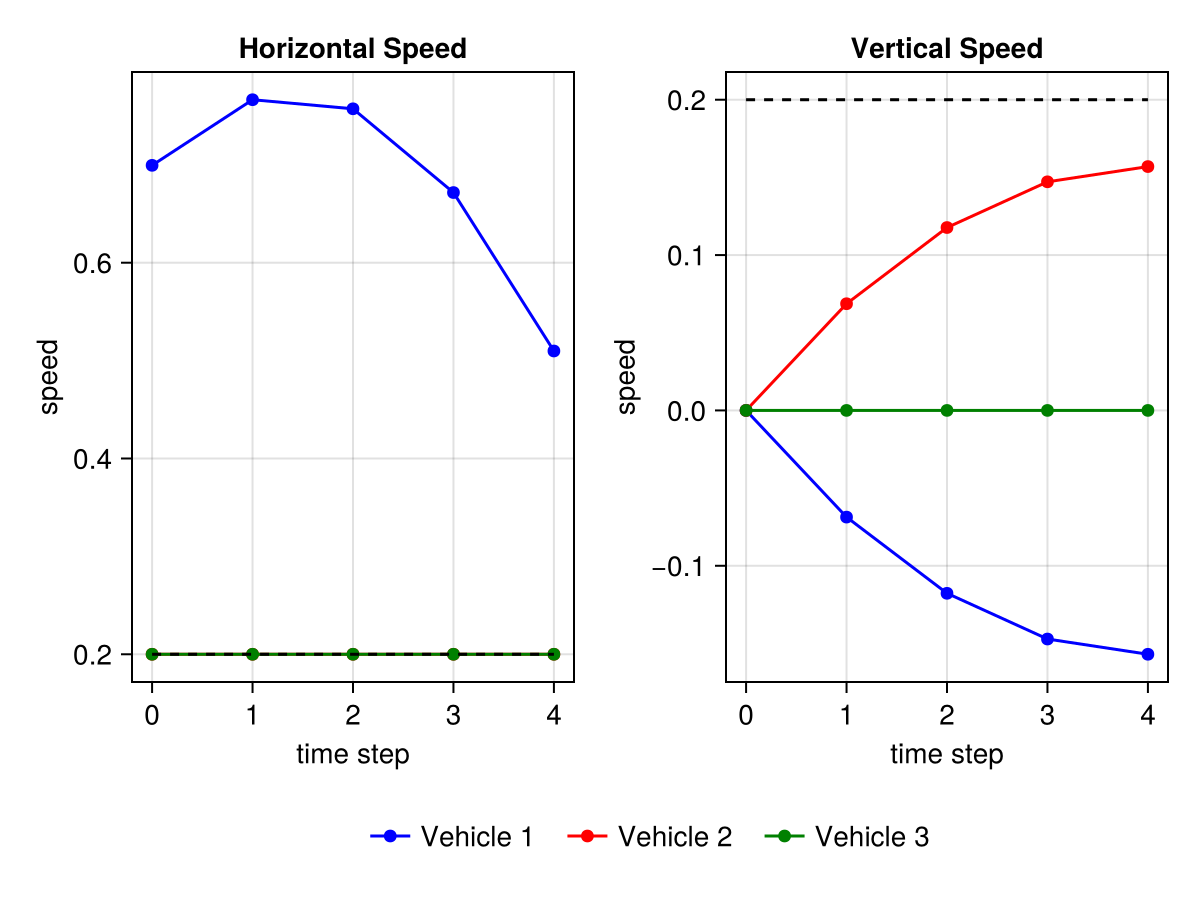 Horizontal Speed
0.6
0.4
0.2
speed
0 1 2 3 4
time step
Vertical Speed
0.2
0.1
0.0
−0.1
speed
0 1 2 3 4
time step
Vehicle 1 Vehicle 2 Vehicle 3